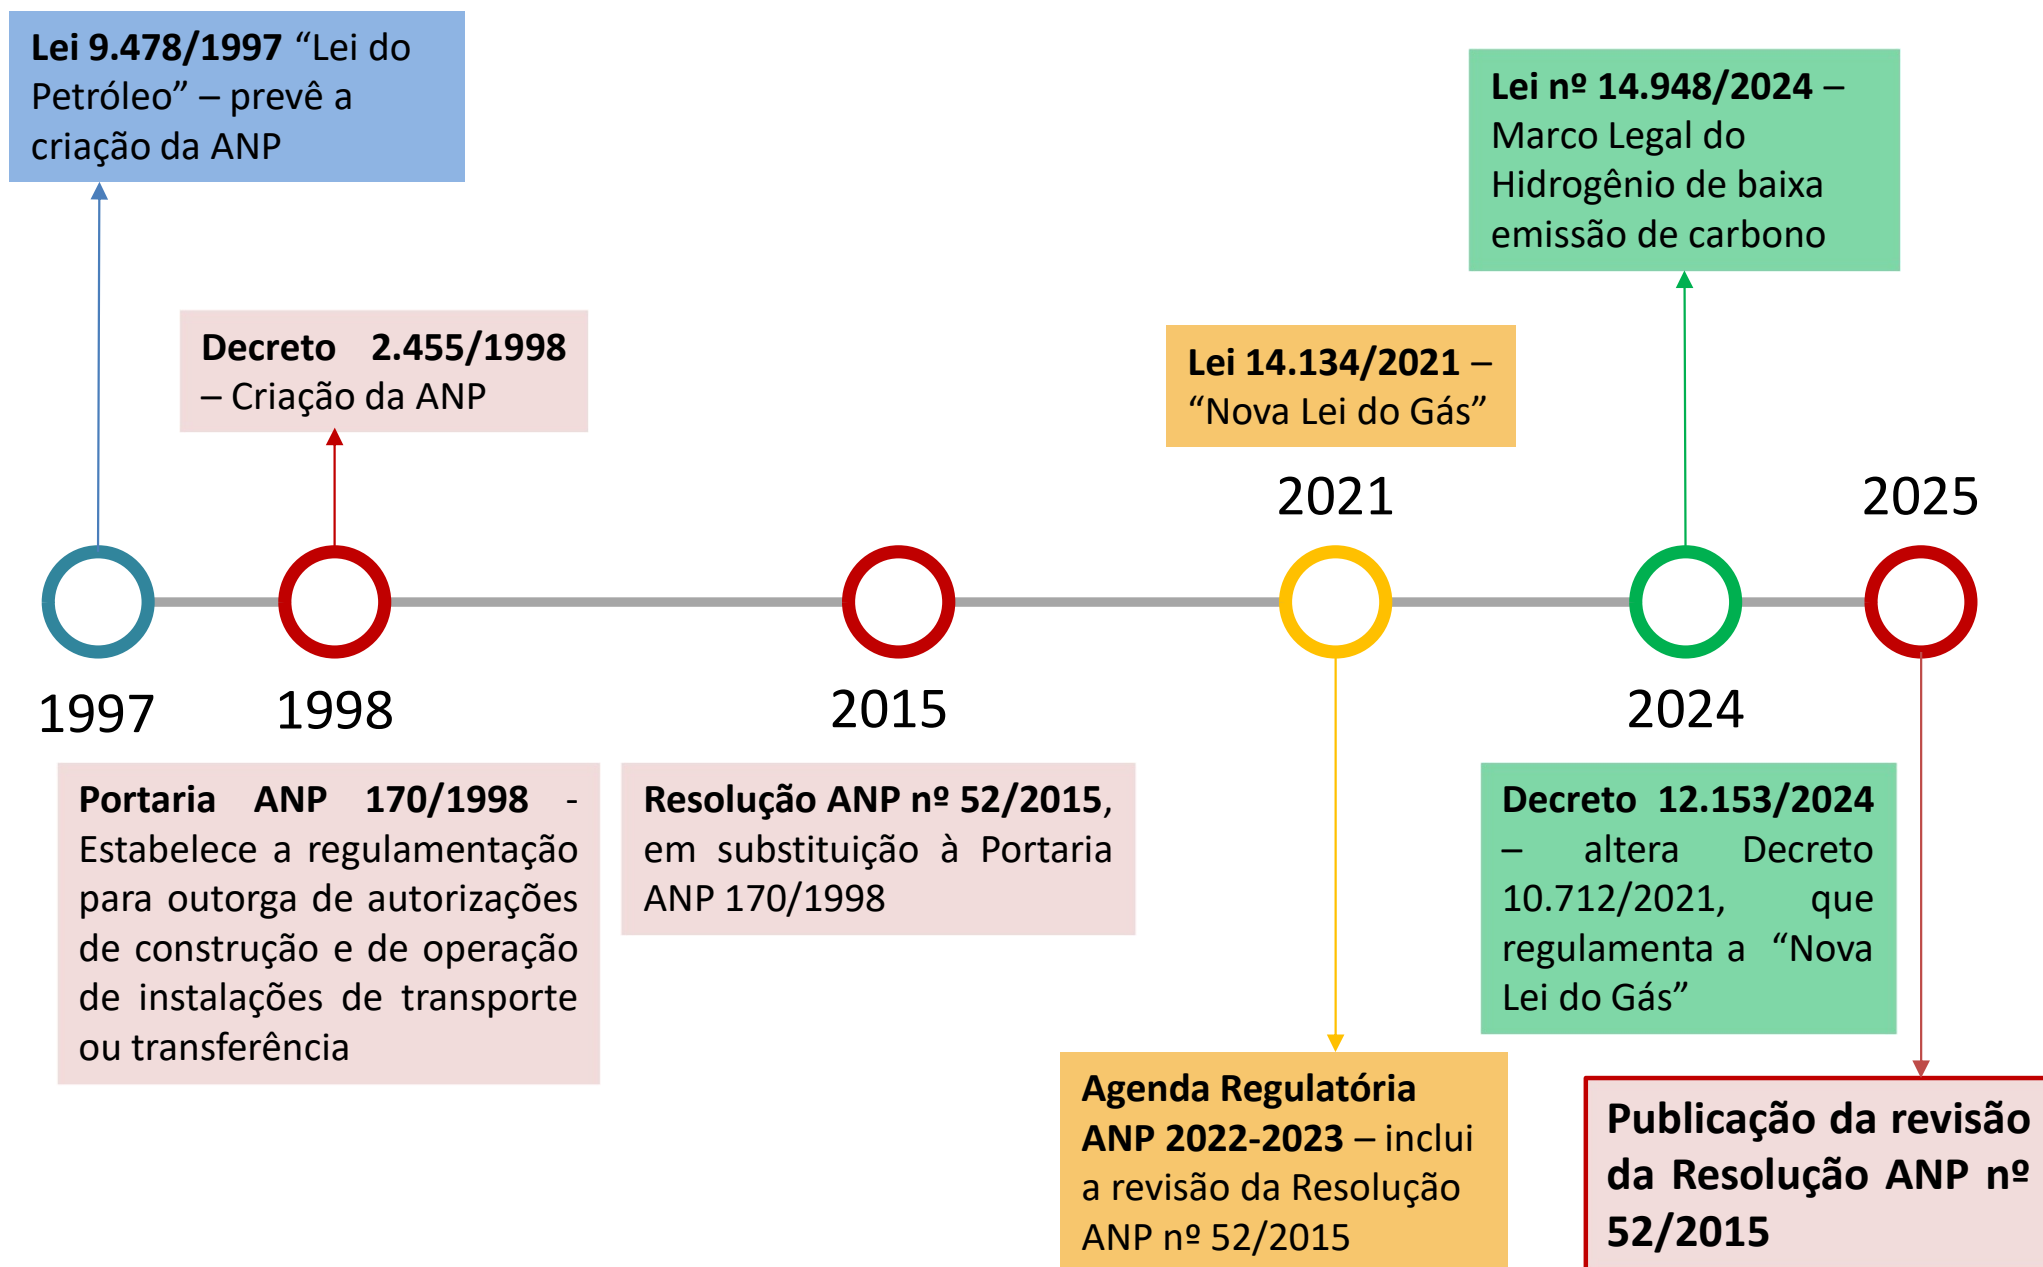 Lei 9.478/1997 “Lei do
Petróleo” – prevê a
criação da ANP
Decreto 2.455/1998
– Criação da ANP
Lei 14.134/2021 –
“Nova Lei do Gás”
Lei nº 14.948/2024 –
Marco Legal do
Hidrogênio de baixa
emissão de carbono
1997
1998
2015
2021
2024
2025
Portaria ANP 170/1998 -
Estabelece a regulamentação
para outorga de autorizações
de construção e de operação
de instalações de transporte
ou transferência
Resolução ANP nº 52/2015,
em substituição à Portaria
ANP 170/1998
Agenda Regulatória
ANP 2022-2023 – inclui
a revisão da Resolução
ANP nº 52/2015
Decreto 12.153/2024
– altera Decreto
10.712/2021, que
regulamenta a “Nova
Lei do Gás”
Publicação da revisão
da Resolução ANP nº
52/2015